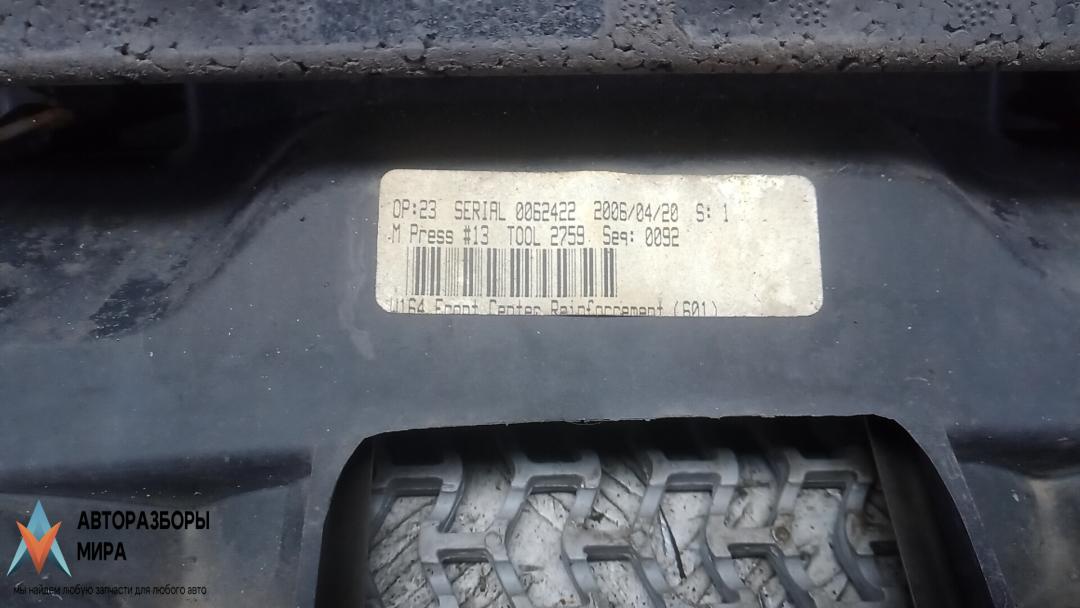 OP:23 SERIAL 0062422 2006/04/20 S: 1
M Press #13 TOOL 2759 Seq: 0092
W164 Front Center Reinforcement (601)
АВТОРАЗБОРЫ
МИРА
мы найдем любую запчасти для любого авто